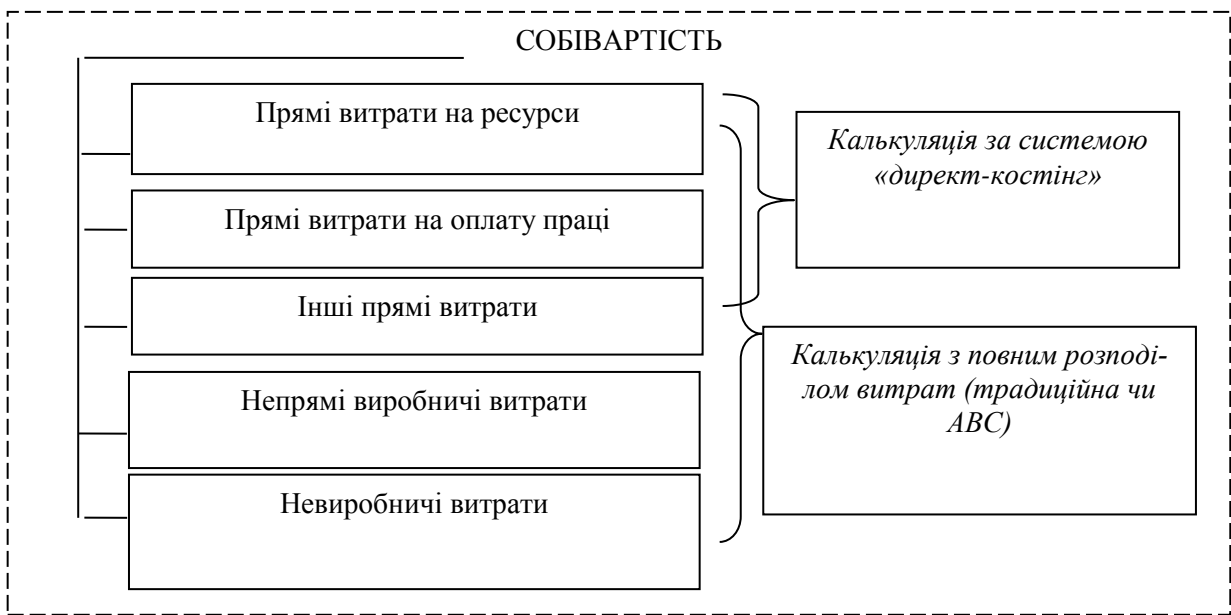 СОБІВАРТІСТЬ
Прямі витрати на ресурси
Прямі витрати на оплату праці
Інші прямі витрати
Непрямі виробничі витрати
Невиробничі витрати
Калькуляція за системою
«директ-костінг»
Калькуляція з повним розподі-
лом витрат (традиційна чи
АВС)